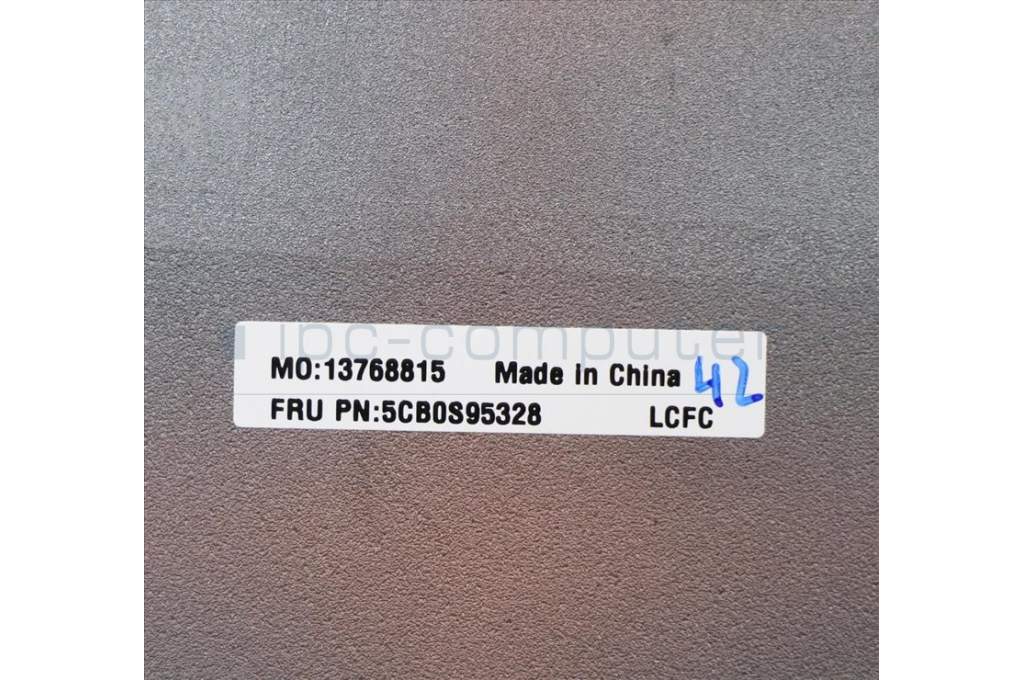 ipc-computer
MO:13768815 Made in China 42
FRU PN:5CB0S95328 LCFC